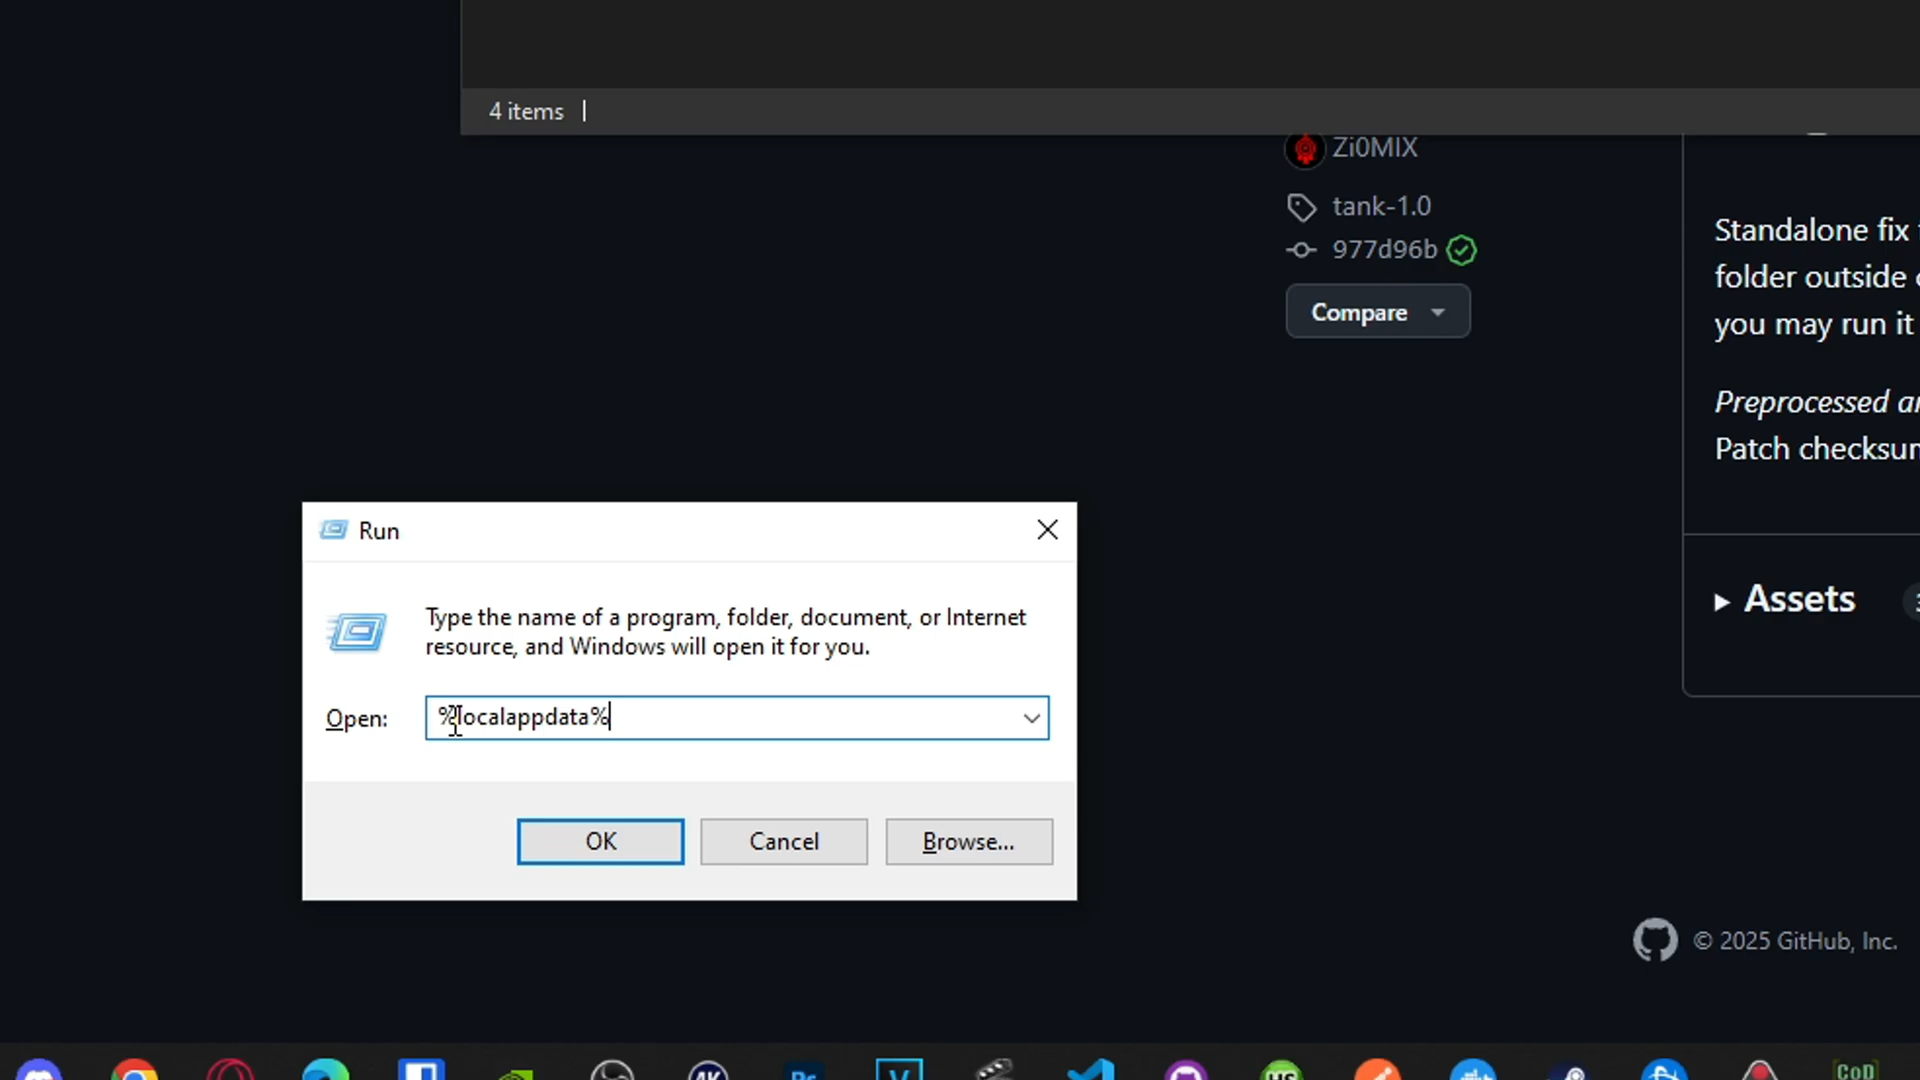 4 items
Zi0MIX
tank-1.0
977d96b
Compare
Standalone fix
folder outside
you may run it
Preprocessed
Patch
Assets
Run
Type the name of a program, folder, document, or Internet
resource, and Windows will open it for you.
Open:
%localappdata%
OK
Cancel
Browse...
© 2025 GitHub, Inc.
CoD